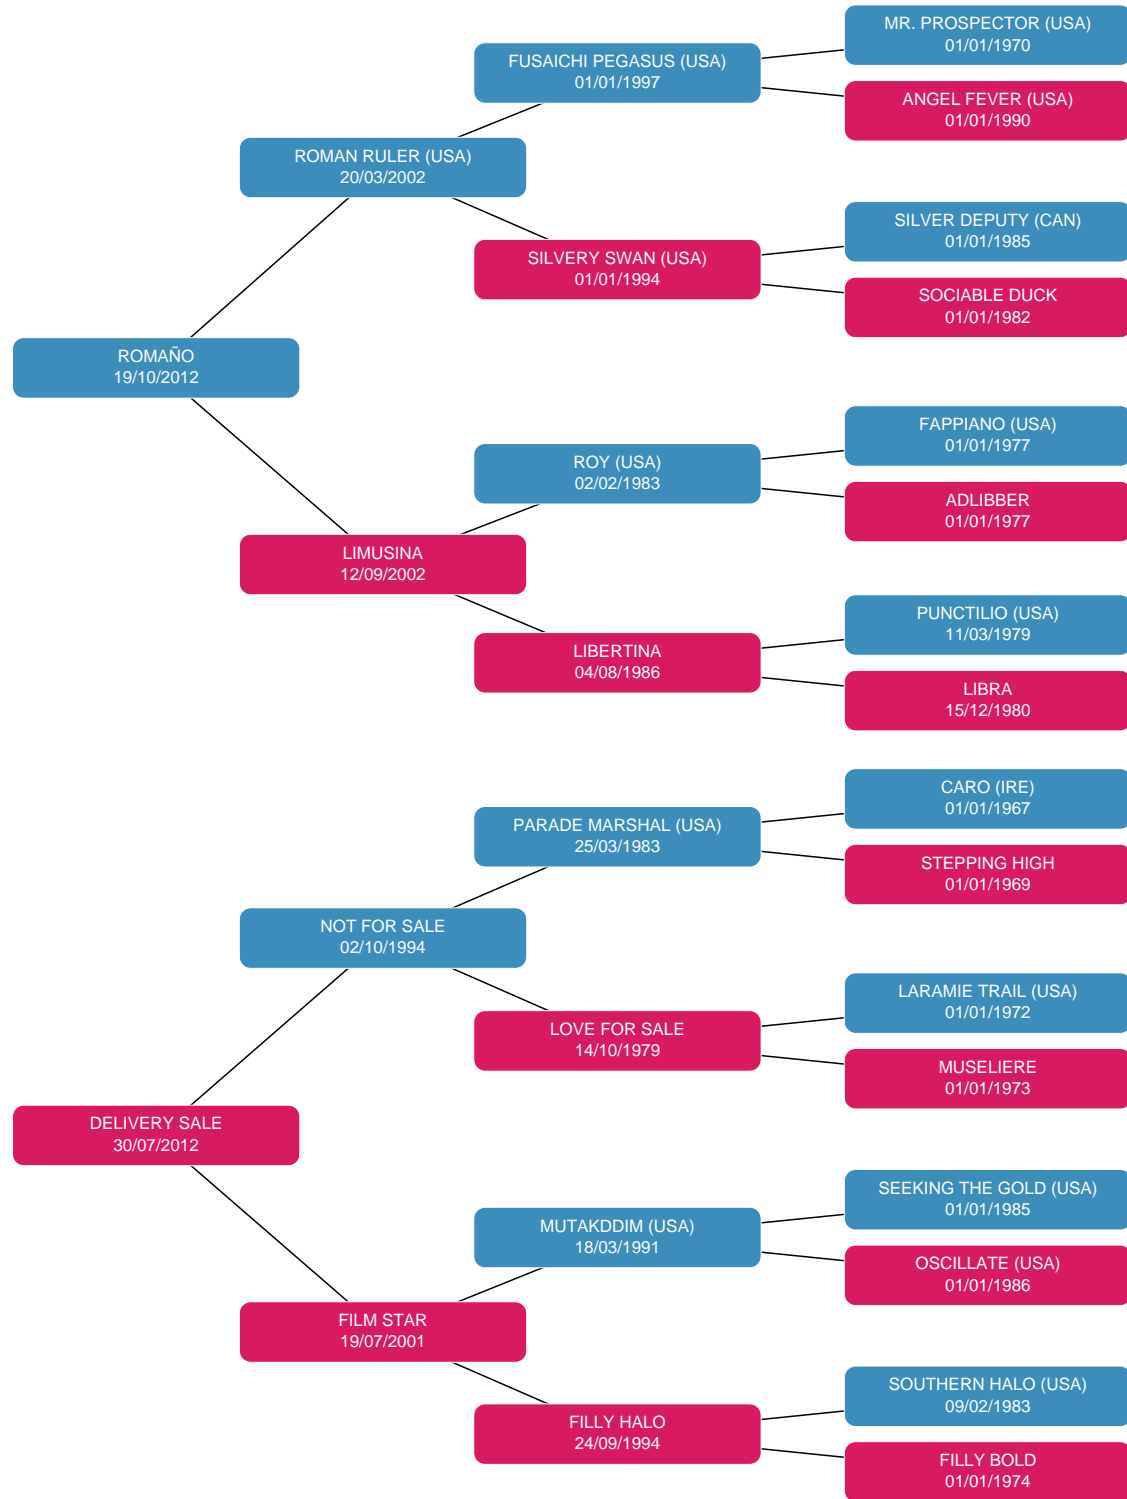 MR. PROSPECTOR (USA)
01/01/1970
FUSAICHI PEGASUS (USA)
01/01/1997
ANGEL FEVER (USA)
01/01/1990
ROMAN RULER (USA)
20/03/2002
SILVER DEPUTY (CAN)
01/01/1985
SILVERY SWAN (USA)
01/01/1994
SOCIABLE DUCK
01/01/1982
ROMAÑO
19/10/2012
FAPPIANO (USA)
01/01/1977
ROY (USA)
02/02/1983
ADLIBBER
01/01/1977
LIMUSINA
12/09/2002
PUNCTILIO (USA)
11/03/1979
LIBERTINA
04/08/1986
LIBRA
15/12/1980
CARO (IRE)
01/01/1967
PARADE MARSHAL (USA)
25/03/1983
STEPPING HIGH
01/01/1969
NOT FOR SALE
02/10/1994
LARAMIE TRAIL (USA)
01/01/1972
LOVE FOR SALE
14/10/1979
MUSELIERE
01/01/1973
DELIVERY SALE
30/07/2012
SEEKING THE GOLD (USA)
01/01/1985
MUTAKDDIM (USA)
18/03/1991
OSCILLATE (USA)
01/01/1986
FILM STAR
19/07/2001
SOUTHERN HALO (USA)
09/02/1983
FILLY HALO
24/09/1994
FILLY BOLD
01/01/1974